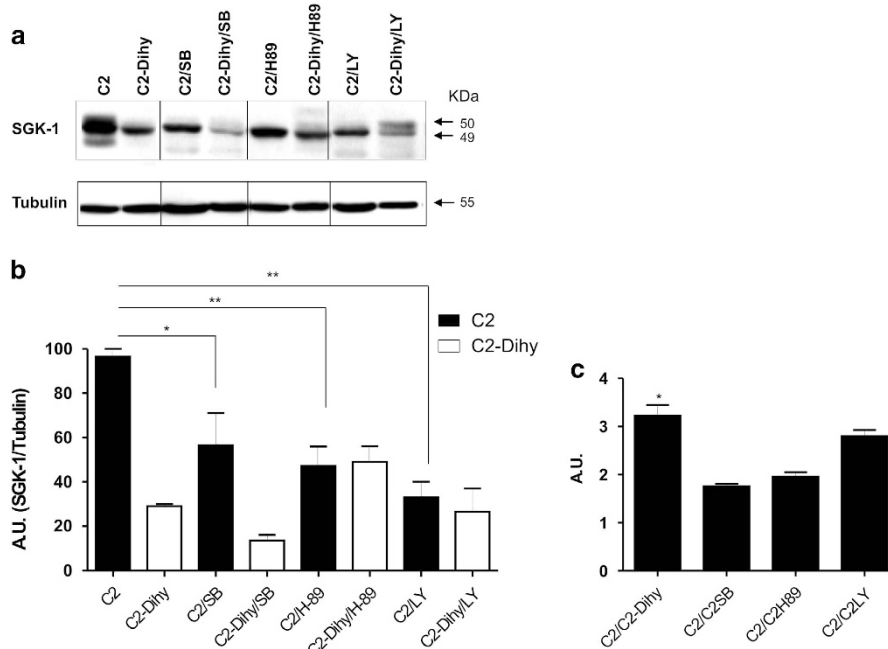 a
C2
C2-Dihy
C2/SB
C2-Dihy/SB
C2/H89
C2-Dihy/H89
C2/LY
C2-Dihy/LY
KDa
SGK-1
50
49
Tubulin
55
b
**
**
*
C2
C2-Dihy
A.U. (SGK-1/Tubulin)
100
80
60
40
20
0
C2
C2-Dihy
C2/SB
C2-Dihy/SB
C2/H-89
C2-Dihy/H-89
C2/LY
C2-Dihy/LY
c
*
A.U.
4
3
2
1
0
C2/C2-Dihy
C2/C2SB
C2/C2H89
C2/C2LY